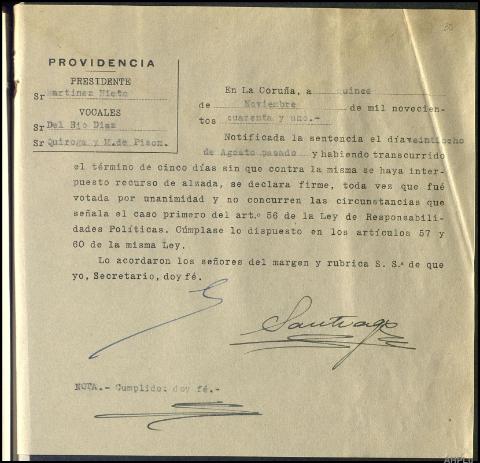 30
PROVIDENCIA
PRESIDENTE
Sr Martinez Nieto
VOCALES
Sr Del Rio Diaz
Sr Quiroga y M.de Pison.
En La Coruña, a quince
de Noviembre de mil novecien-
tos cuarenta y uno.-
Notificada la sentencia el día veintiocho
de Agosto pasado y habiendo transcurrido
el término de cinco días sin que contra la misma se haya inter-
puesto recurso de alzada, se declara firme, toda vez que fué
votada por unanimidad y no concurren las circunstancias que
señala el caso primero del art.º 56 de la Ley de Responsabili-
dades Políticas. Cúmplase lo dispuesto en los artículos 57 y
60 de la misma Ley.
Lo acordaron los señores del margen y rubrica S. S.ª de que
yo, Secretario, doy fé.
Santiago
NOTA.- Cumplido: doy fé.-